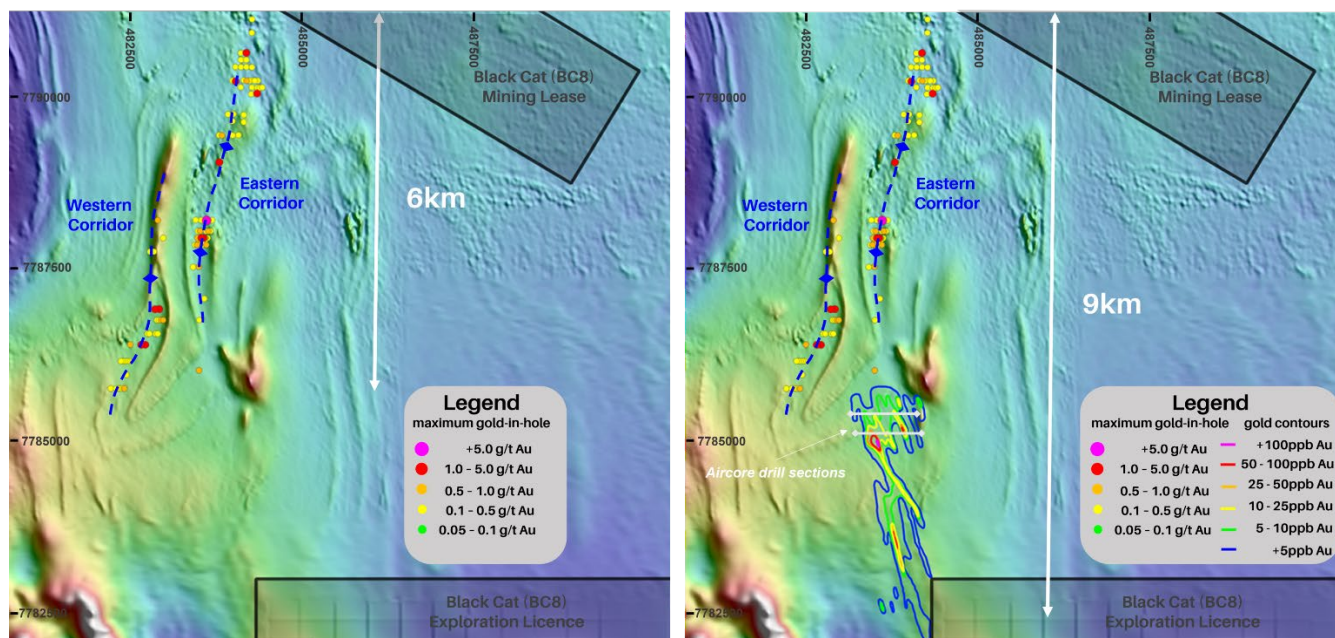 482500
485000
487500
Black Cat (BC8)
Mining Lease
7790000
Western
Corridor
Eastern
Corridor
6km
7787500
Legend
maximum gold-in-hole
+5.0 g/t Au
1.0 - 5.0 g/t Au
0.5 - 1.0 g/t Au
0.1 - 0.5 g/t Au
0.05 - 0.1 g/t Au
7785000
Black Cat (BC8)
Exploration Licence
7782500
482500
485000
487500
Black Cat (BC8)
Mining Lease
7790000
Western
Corridor
Eastern
Corridor
7787500
9km
Legend
maximum gold-in-hole gold contours
+5.0 g/t Au +100ppb Au
1.0 - 5.0 g/t Au 50 - 100ppb Au
0.5 - 1.0 g/t Au 25 - 50ppb Au
0.1 - 0.5 g/t Au 10 - 25ppb Au
0.05 - 0.1 g/t Au 5 - 10ppb Au
+5ppb Au
7785000
Aircore drill sections
Black Cat (BC8)
Exploration Licence
7782500